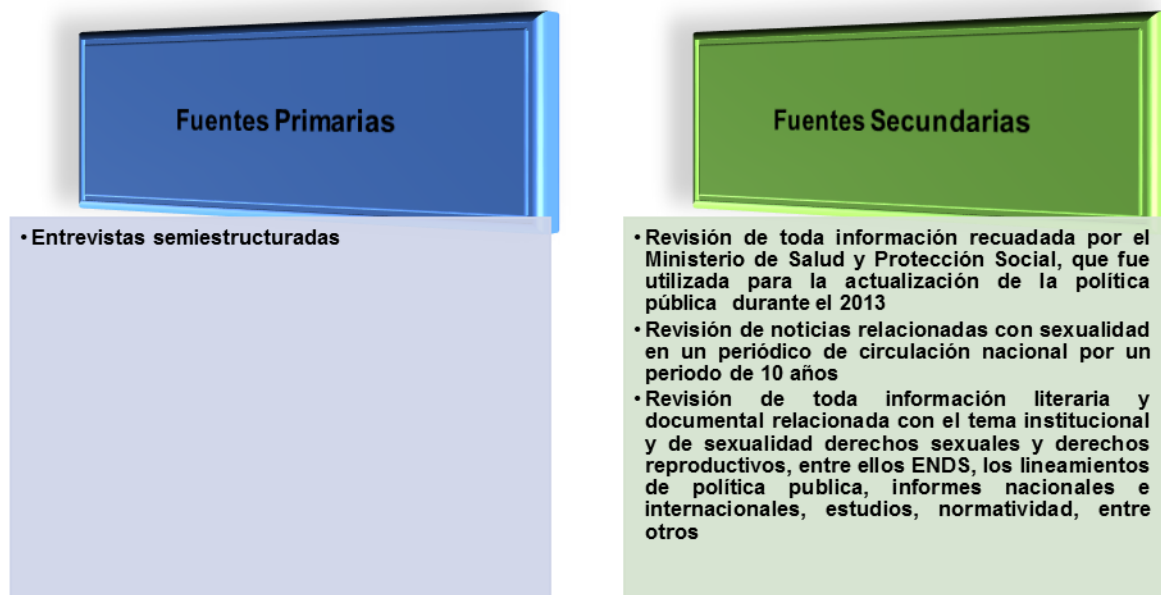 Fuentes Primarias
• Entrevistas semiestructuradas
Fuentes Secundarias
• Revisión de toda información recuadada por el
Ministerio de Salud y Protección Social, que fue
utilizada para la actualización de la política
pública durante el 2013
• Revisión de noticias relacionadas con sexualidad
en un periódico de circulación nacional por un
periodo de 10 años
• Revisión de toda información literaria y
documental relacionada con el tema institucional
y de sexualidad derechos sexuales y derechos
reproductivos, entre ellos ENDS, los lineamientos
de política publica, informes nacionales e
internacionales, estudios, normatividad, entre
otros